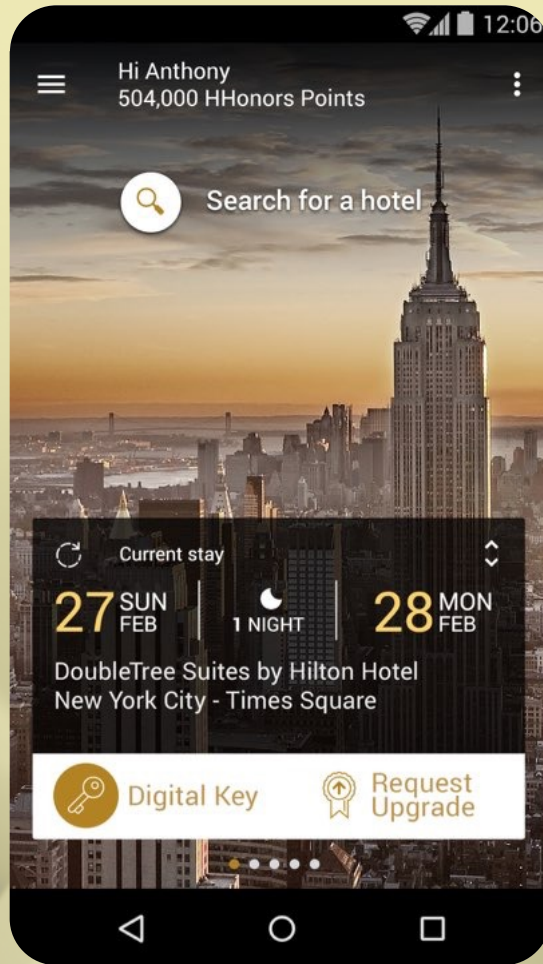 12:06
Hi Anthony
504,000 HHonors Points
Search for a hotel
Current stay
27 SUN FEB
1 NIGHT
28 MON FEB
DoubleTree Suites by Hilton Hotel
New York City - Times Square
Digital Key
Request
Upgrade